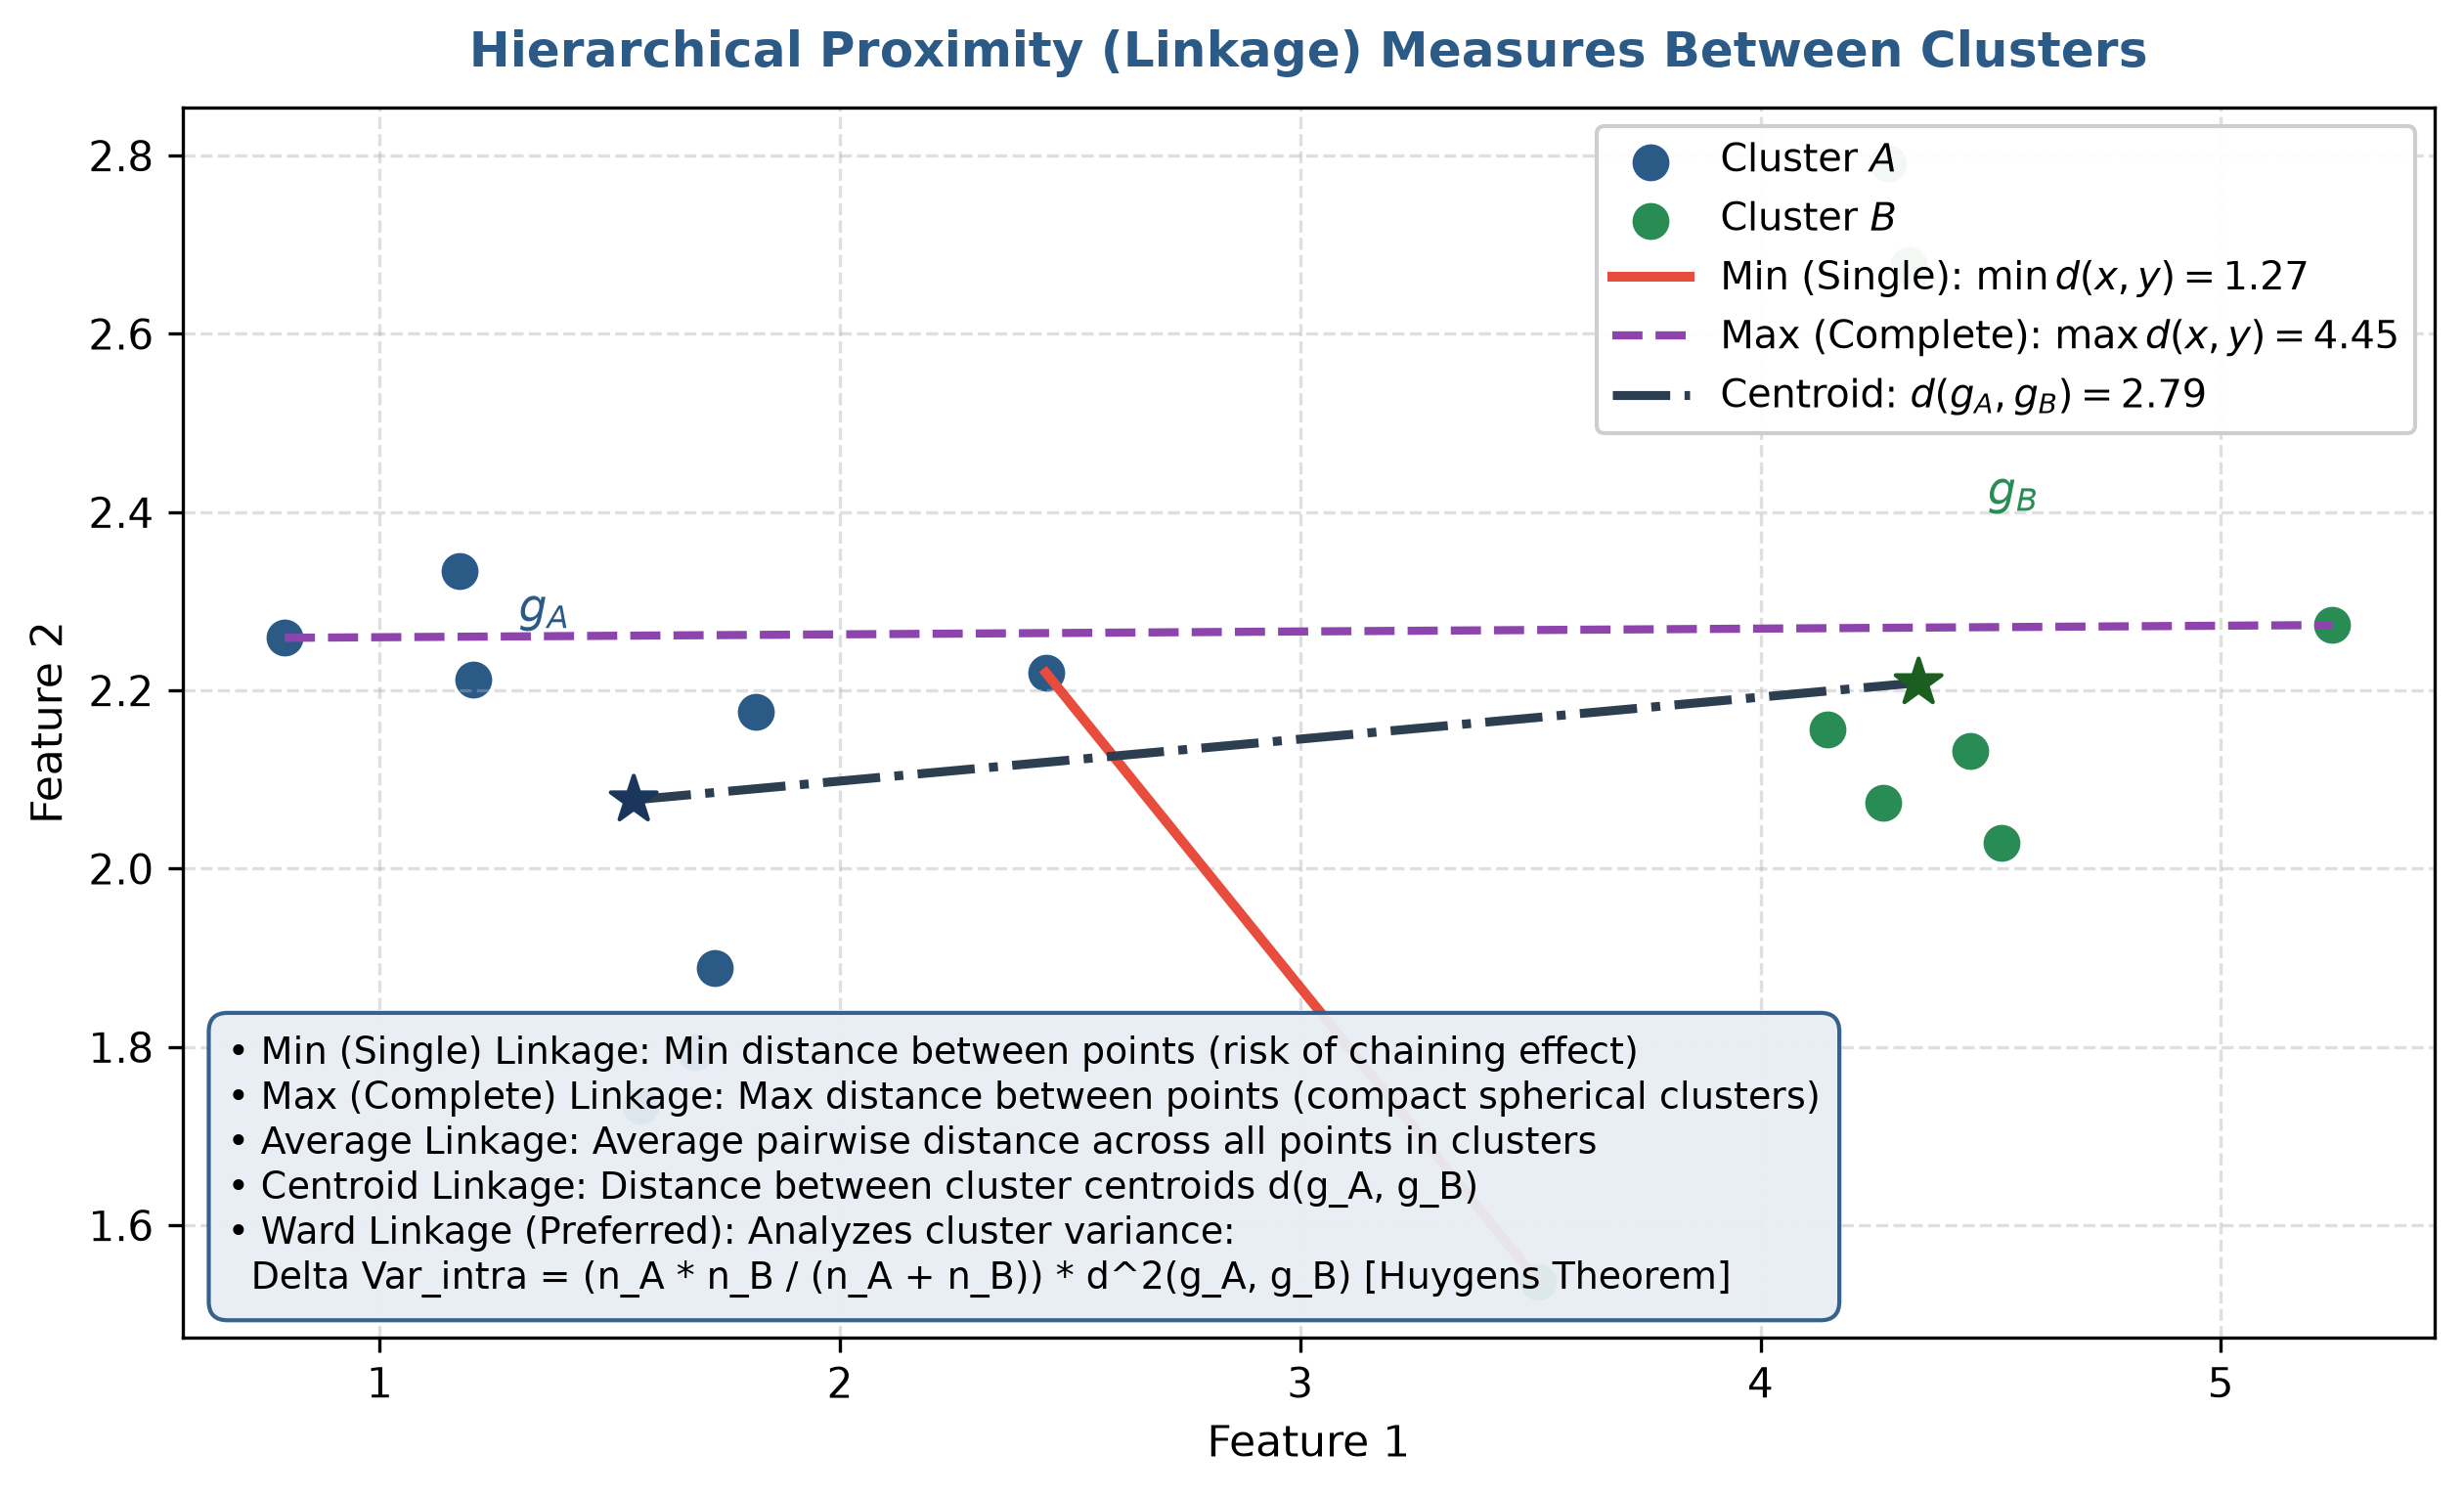 Hierarchical Proximity (Linkage) Measures Between Clusters
Cluster A
Cluster B
Min (Single): min d(x, y) = 1.27
Max (Complete): max d(x, y) = 4.45
Centroid: d(g_A, g_B) = 2.79
2.8
2.6
2.4
2.2
2.0
1.8
1.6
Feature 2
g_A
g_B
• Min (Single) Linkage: Min distance between points (risk of chaining effect)
• Max (Complete) Linkage: Max distance between points (compact spherical clusters)
• Average Linkage: Average pairwise distance across all points in clusters
• Centroid Linkage: Distance between cluster centroids d(g_A, g_B)
• Ward Linkage (Preferred): Analyzes cluster variance:
Delta Var_intra = (n_A * n_B / (n_A + n_B)) * d^2(g_A, g_B) [Huygens Theorem]
1 2 3 4 5
Feature 1